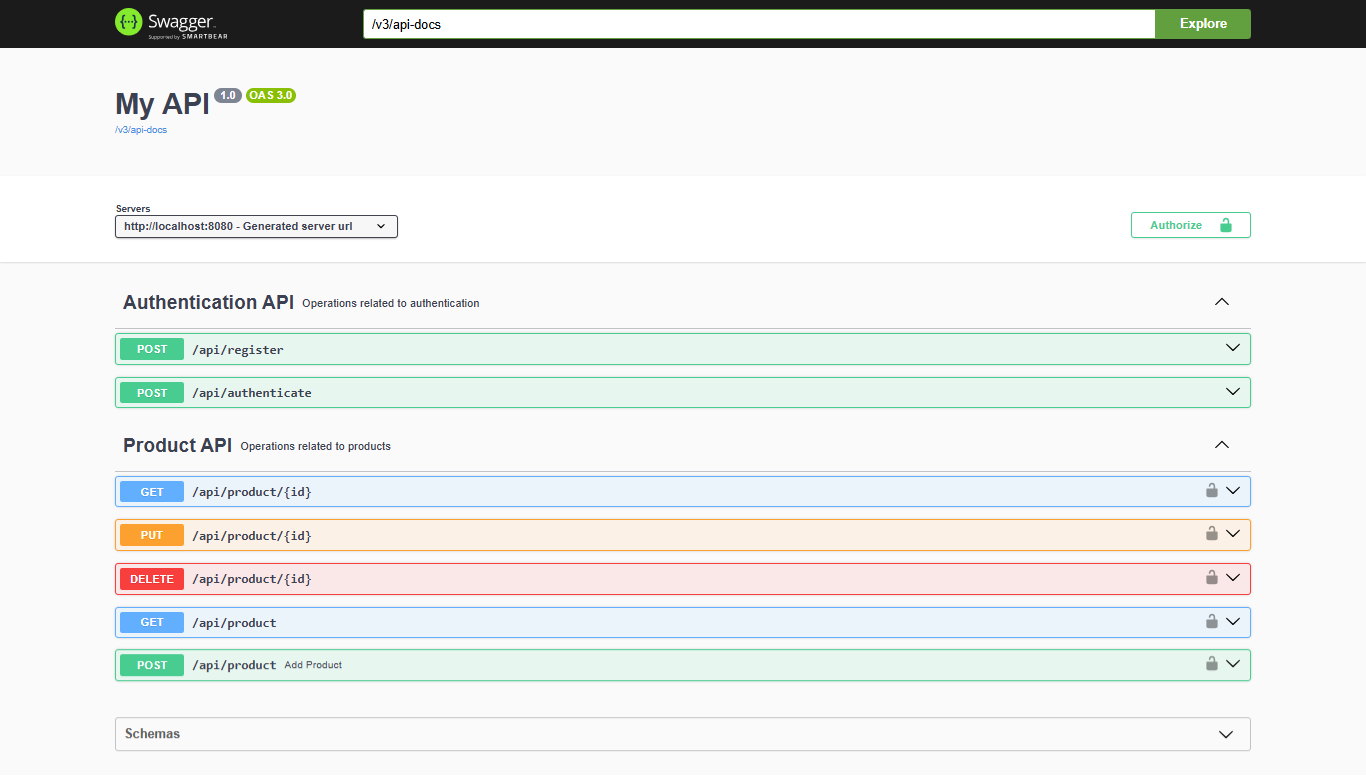 {···} Swagger™
Supported by SMARTBEAR
/v3/api-docs
Explore
My API 1.0 OAS 3.0
/v3/api-docs
Servers
http://localhost:8080 - Generated server url
Authorize
Authentication API Operations related to authentication
POST /api/register
POST /api/authenticate
Product API Operations related to products
GET /api/product/{id}
PUT /api/product/{id}
DELETE /api/product/{id}
GET /api/product
POST /api/product Add Product
Schemas